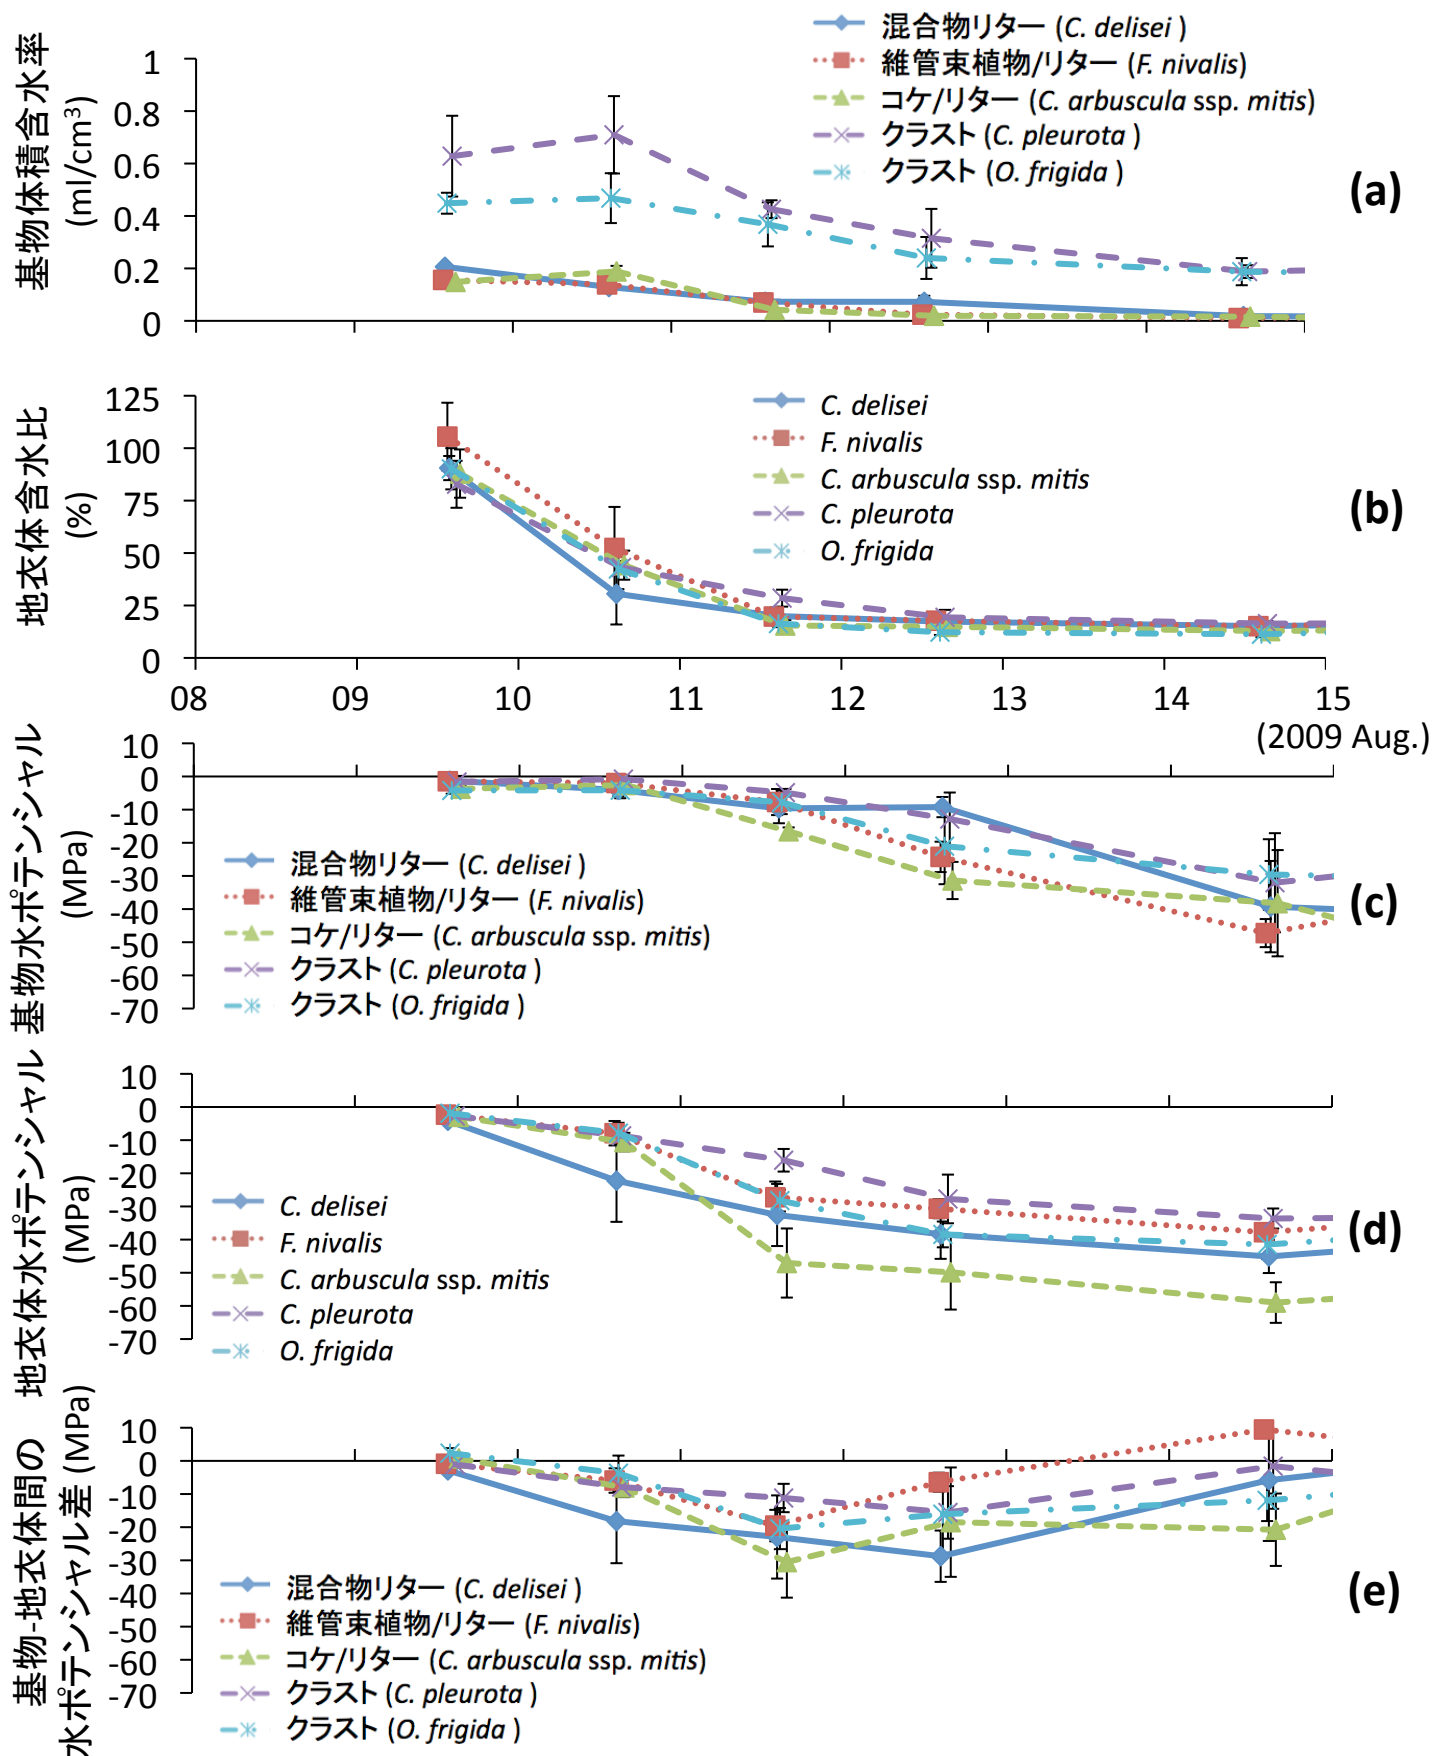 混合物リター (C. delisei )
維管束植物/リター (F. nivalis)
コケ/リター (C. arbuscula ssp. mitis)
クラスト (C. pleurota )
クラスト (O. frigida )
基物体積含水率
(ml/cm3)
1
0.8
0.6
0.4
0.2
0
(a)
地衣体含水比
(%)
125
100
75
50
25
0
C. delisei
F. nivalis
C. arbuscula ssp. mitis
C. pleurota
O. frigida
(b)
08 09 10 11 12 13 14 15
(2009 Aug.)
基物水ポテンシャル
(MPa)
10
0
-10
-20
-30
-40
-50
-60
-70
混合物リター (C. delisei )
維管束植物/リター (F. nivalis)
コケ/リター (C. arbuscula ssp. mitis)
クラスト (C. pleurota )
クラスト (O. frigida )
(c)
地衣体水ポテンシャル
(MPa)
10
0
-10
-20
-30
-40
-50
-60
-70
C. delisei
F. nivalis
C. arbuscula ssp. mitis
C. pleurota
O. frigida
(d)
基物-地衣体間の
水ポテンシャル差 (MPa)
10
0
-10
-20
-30
-40
-50
-60
-70
混合物リター (C. delisei )
維管束植物/リター (F. nivalis)
コケ/リター (C. arbuscula ssp. mitis)
クラスト (C. pleurota )
クラスト (O. frigida )
(e)